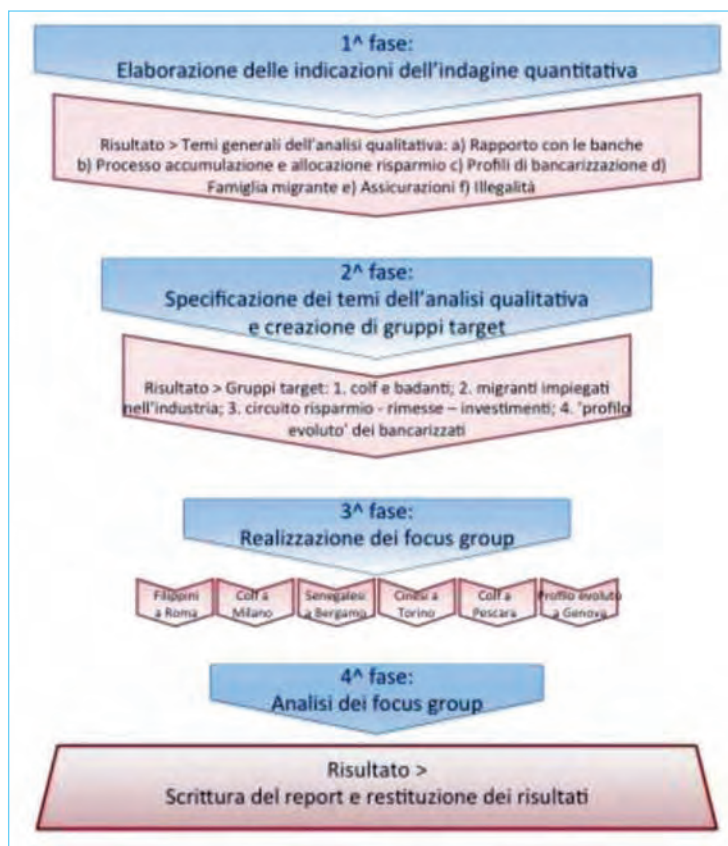 1^ fase:
Elaborazione delle indicazioni dell'indagine quantitativa
Risultato > Temi generali dell'analisi qualitativa: a) Rapporto con le banche
b) Processo accumulazione e allocazione risparmio c) Profili di bancarizzazione d)
Famiglia migrante e) Assicurazioni f) Illegalità
2^ fase:
Specificazione dei temi dell'analisi qualitativa
e creazione di gruppi target
Risultato > Gruppi target: 1. colf e badanti; 2. migranti impiegati
nell'industria; 3. circuito risparmio - rimesse – investimenti; 4. 'profilo
evoluto' dei bancarizzati
3^ fase:
Realizzazione dei focus group
Filippini
a Roma
Colf a
Milano
Senegalesi
a Bergamo
Cinesi a
Torino
Colf a
Pescara
Profilo evoluto
a Genova
4^ fase:
Analisi dei focus group
Risultato >
Scrittura del report e restituzione dei risultati